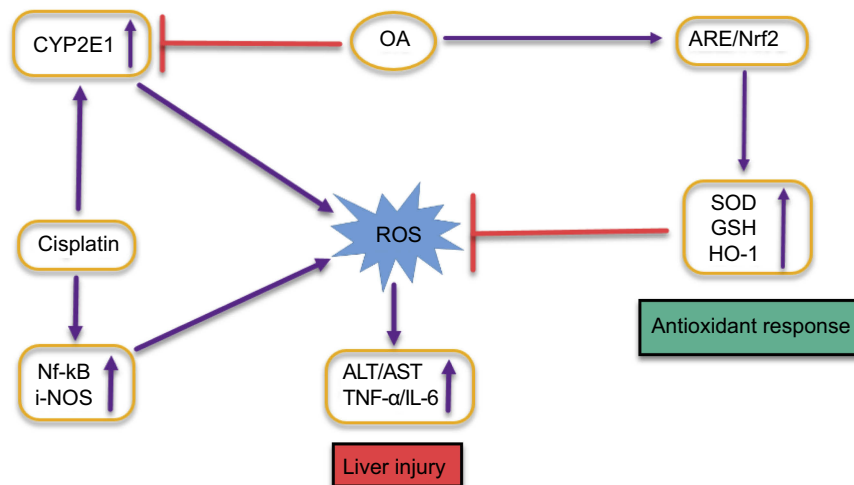 CYP2E1
OA
ARE/Nrf2
Cisplatin
ROS
SOD
GSH
HO-1
Antioxidant response
Nf-kB
i-NOS
ALT/AST
TNF-α/IL-6
Liver injury